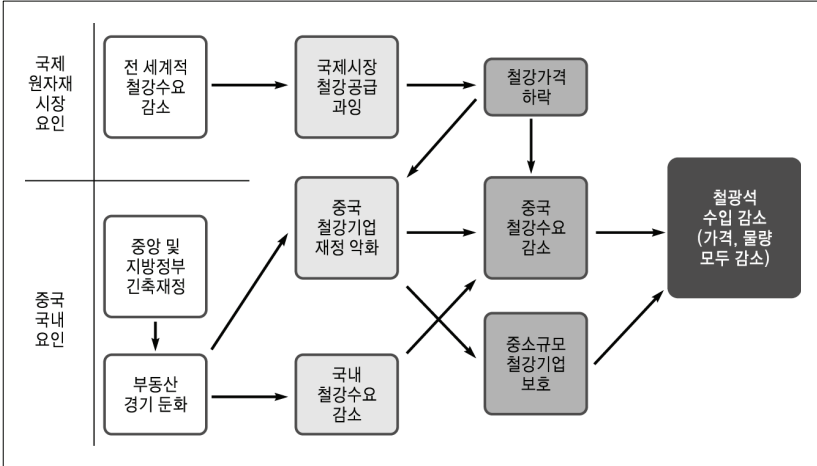 국제
원자재
시장
요인
전 세계적
철강수요
감소
국제시장
철강공급
과잉
철강가격
하락
중국
국내
요인
중앙 및
지방정부
긴축재정
부동산
경기 둔화
중국
철강기업
재정 악화
국내
철강수요
감소
중국
철강수요
감소
중소규모
철강기업
보호
철광석
수입 감소
(가격, 물량
모두 감소)